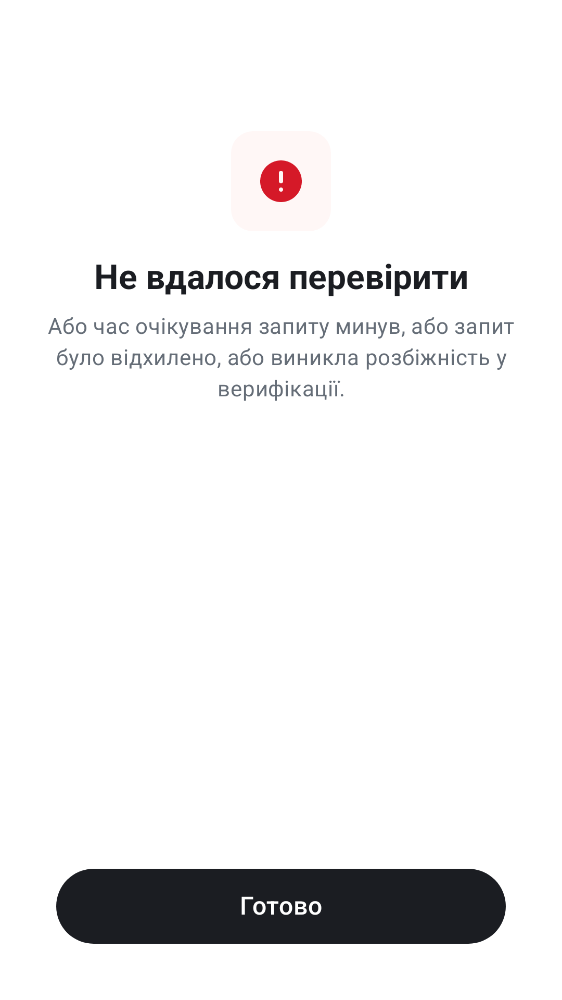 Не вдалося перевірити
Або час очікування запиту минув, або запит
було відхилено, або виникла розбіжність у
верифікації.
Готово